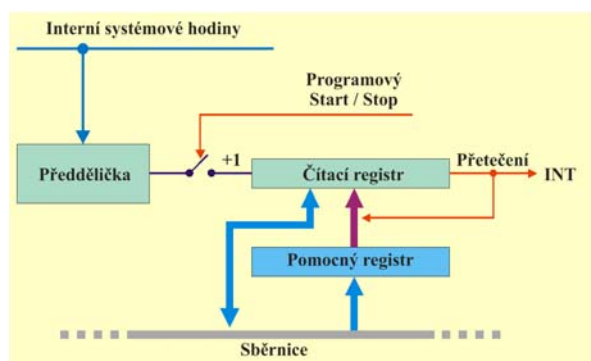 Interní systémové hodiny
Programový
Start / Stop
Předdělička
+1
Čítací registr
Přetečení
INT
Pomocný registr
Sběrnice